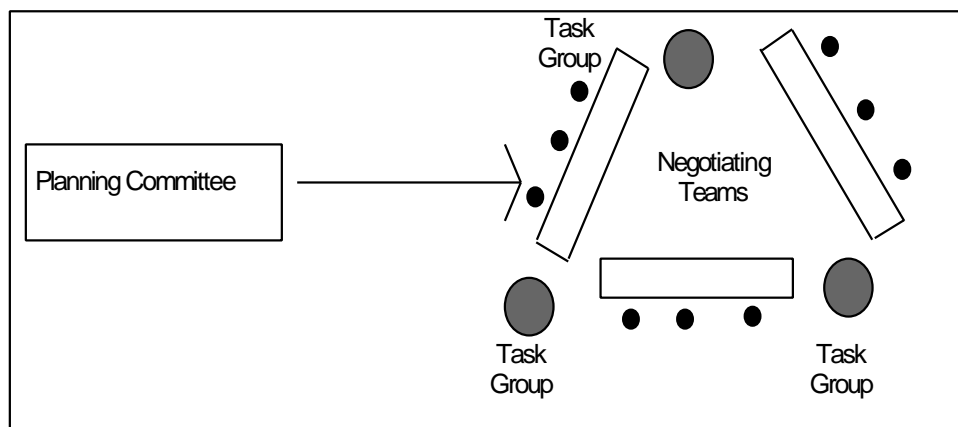 Task
Group
Planning Committee
Negotiating
Teams
Task
Group
Task
Group